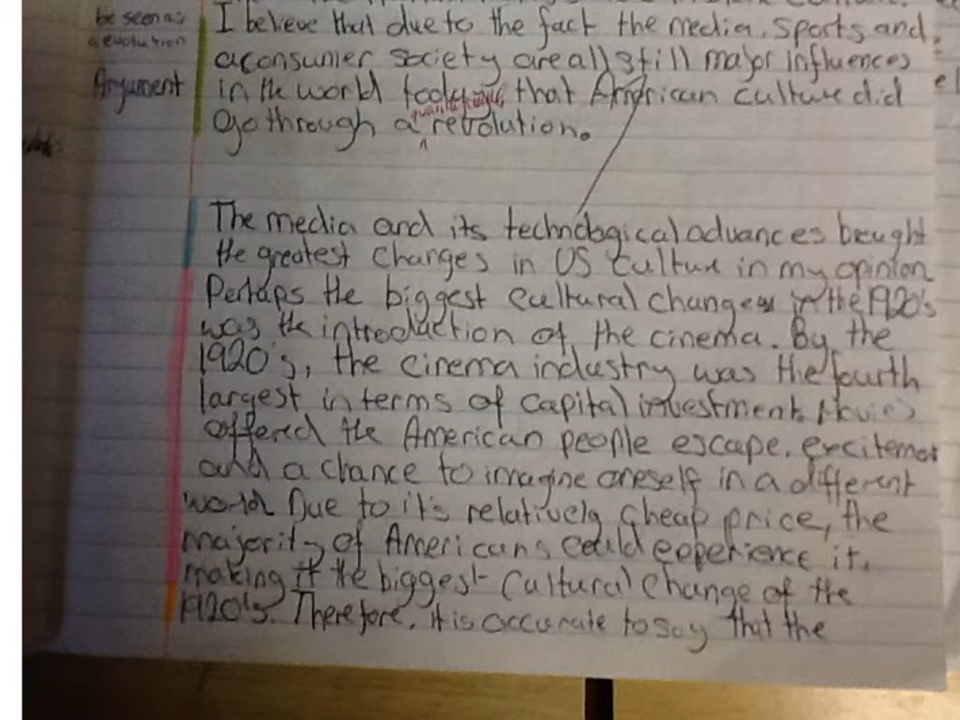 be seen as
a revolution
Argument
I believe that due to the fact the media, sports and
a consumer society are all still major influences
in the world today, that American culture did
go through a revolution.
The media and its technological advances brought
the greatest changes in US culture in my opinion
Perhaps the biggest cultural change in the 1920's
was the introduction of the cinema. By the
1920's, the cinema industry was the fourth
largest in terms of capital investment. Movies
offered the American people escape, excitement
and a chance to imagine oneself in a different
world. Due to it's relatively cheap price, the
majority of Americans could experience it,
making it the biggest cultural change of the
1920's. Therefore, it is accurate to say that the